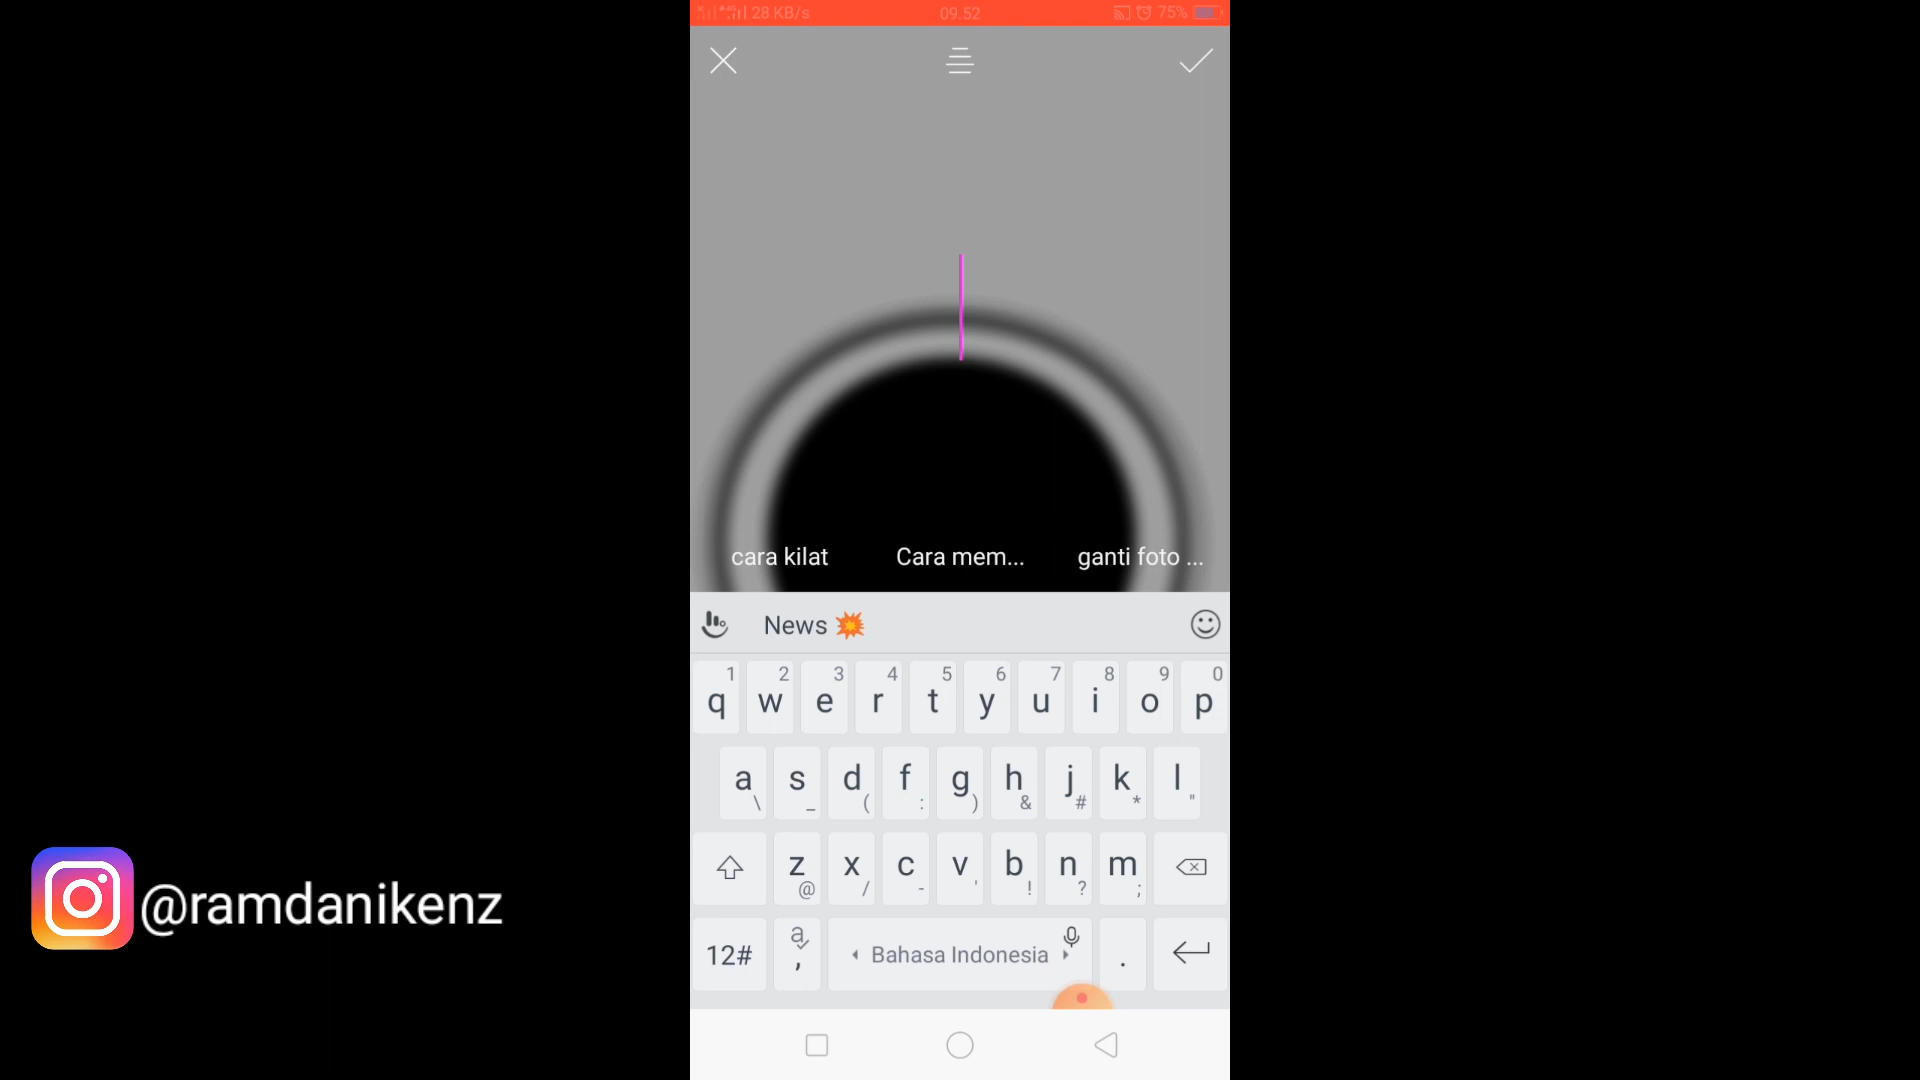 28 KB/s 09.52 75%
cara kilat Cara mem... ganti foto ...
News
1 2 3 4 5 6 7 8 9 0
q w e r t y u i o p
a s d f g h j k l
\ _ ( : ) & # * "
z x c v b n m
@ / - ' ! ? ;
12# a , Bahasa Indonesia .
@ramdanikenz